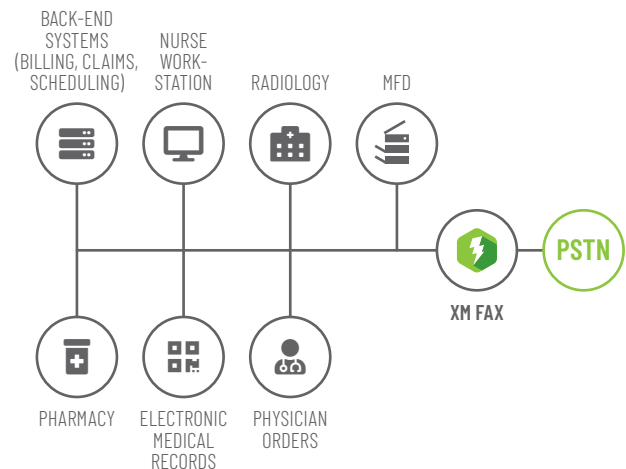 BACK-END
SYSTEMS
(BILLING, CLAIMS,
SCHEDULING)
NURSE
WORK-
STATION
RADIOLOGY
MFD
PSTN
XM FAX
PHARMACY
ELECTRONIC
MEDICAL
RECORDS
PHYSICIAN
ORDERS